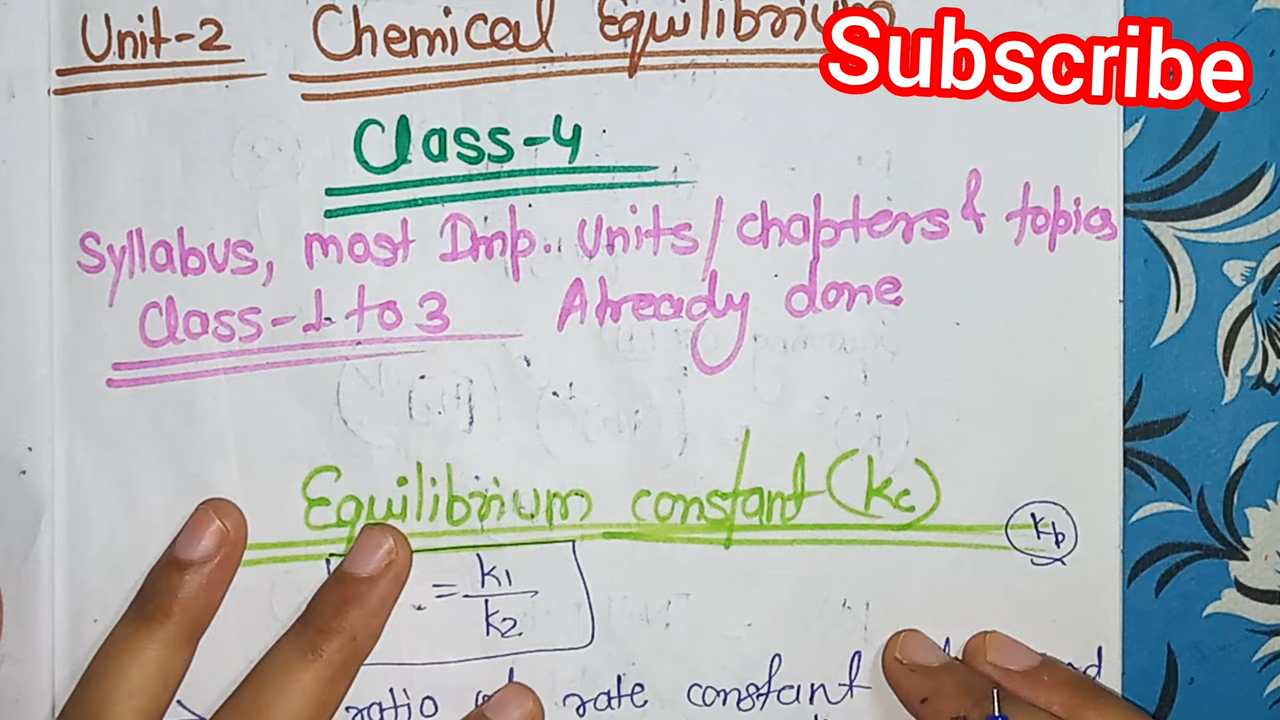 Unit-2 Chemical Equilibrium
Subscribe
Class-4
Syllabus, most Imp. Units/chapters & topics
Class-1 to 3 Already done
Equilibrium constant (Kc)
Kp
= K1/K2
ratio of rate constant